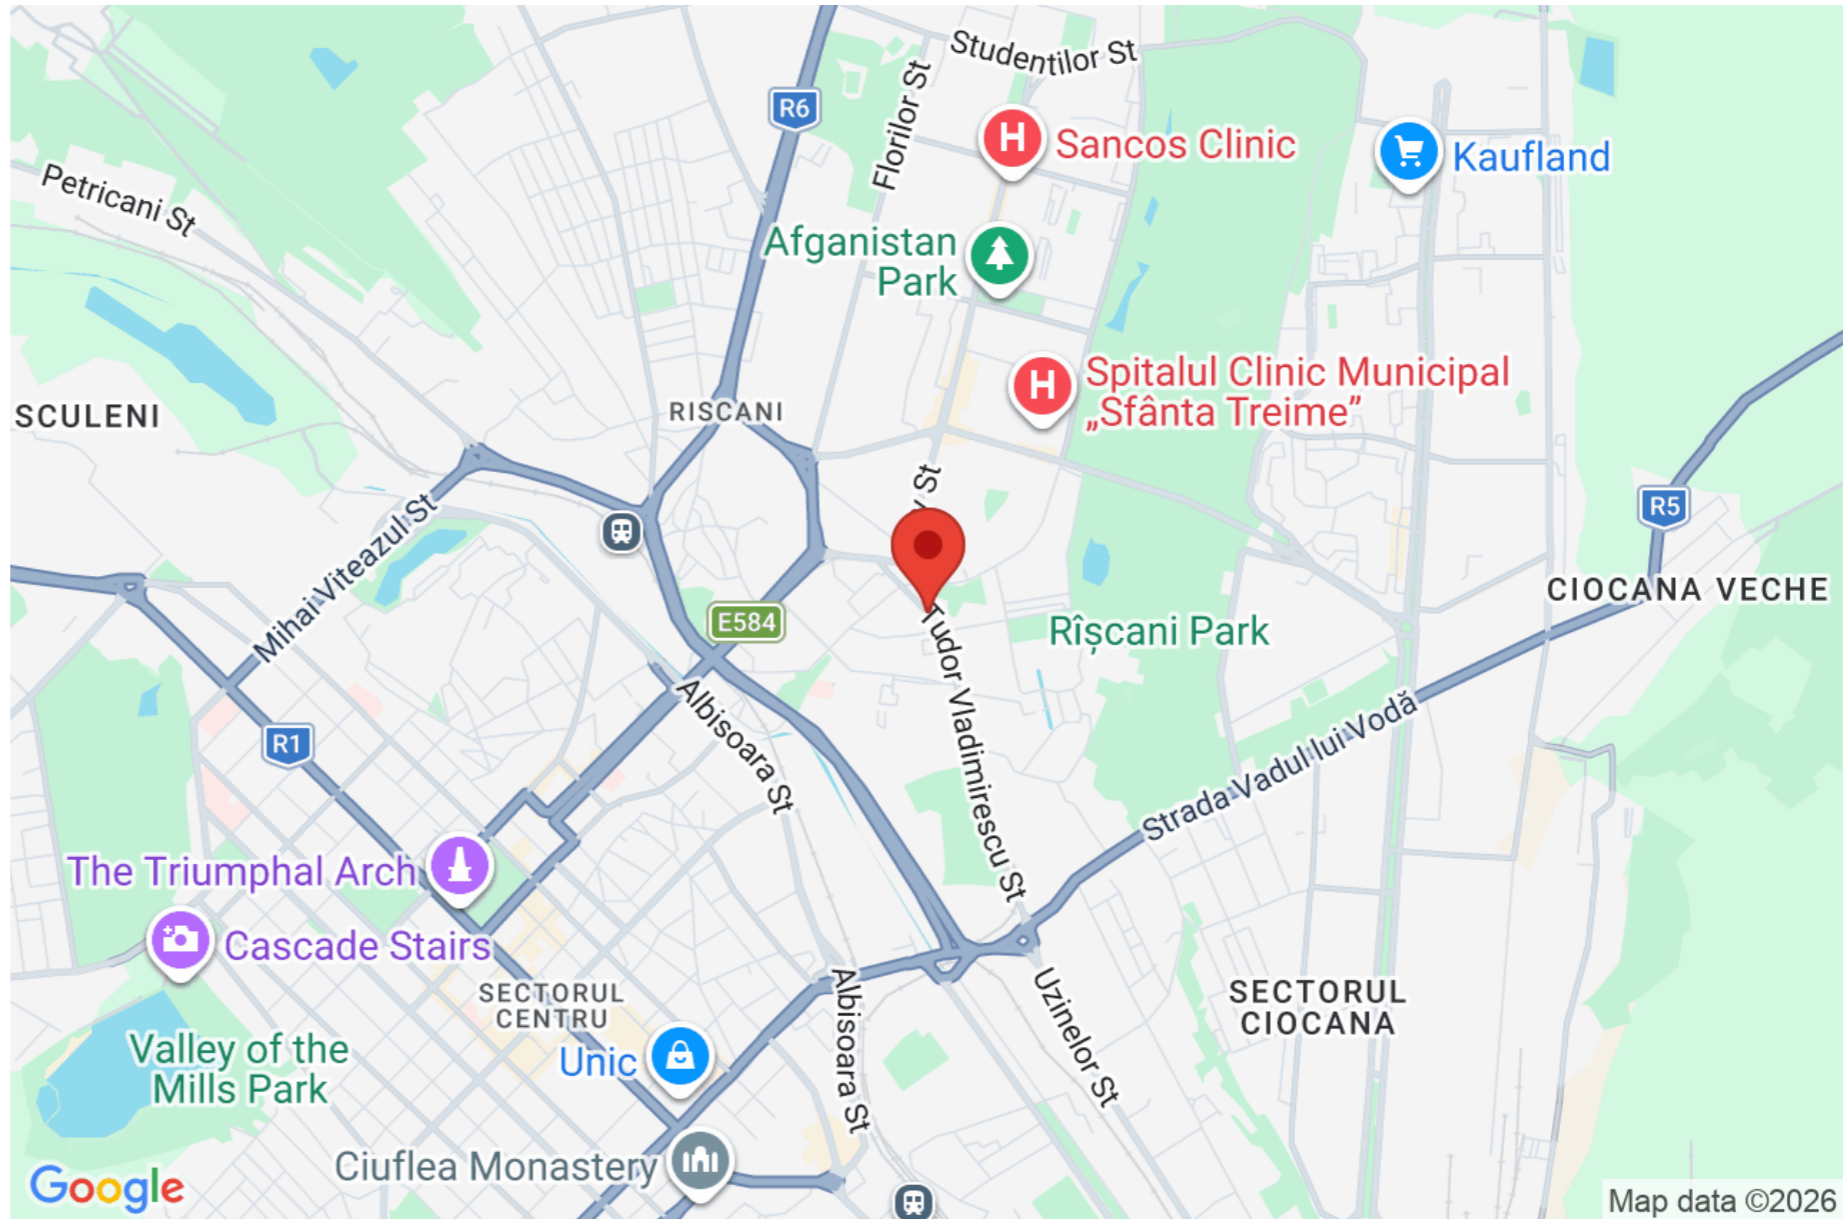 Studentilor St
R6
Florilor St
Sancos Clinic
Kaufland
Petricani St
Afganistan
Park
Spitalul Clinic Municipal
„Sfânta Treime”
SCULENI
RISCANI
St
R5
Mihai Viteazul St
CIOCANA VECHE
E584
Rîșcani Park
Tudor Vladimirescu St
Albisoara St
R1
Strada Vadul lui Vodă
The Triumphal Arch
Cascade Stairs
SECTORUL
CENTRU
Albisoara St
Uzinelor St
SECTORUL
CIOCANA
Valley of the
Mills Park
Unic
Ciuflea Monastery
Google
Map data ©2026